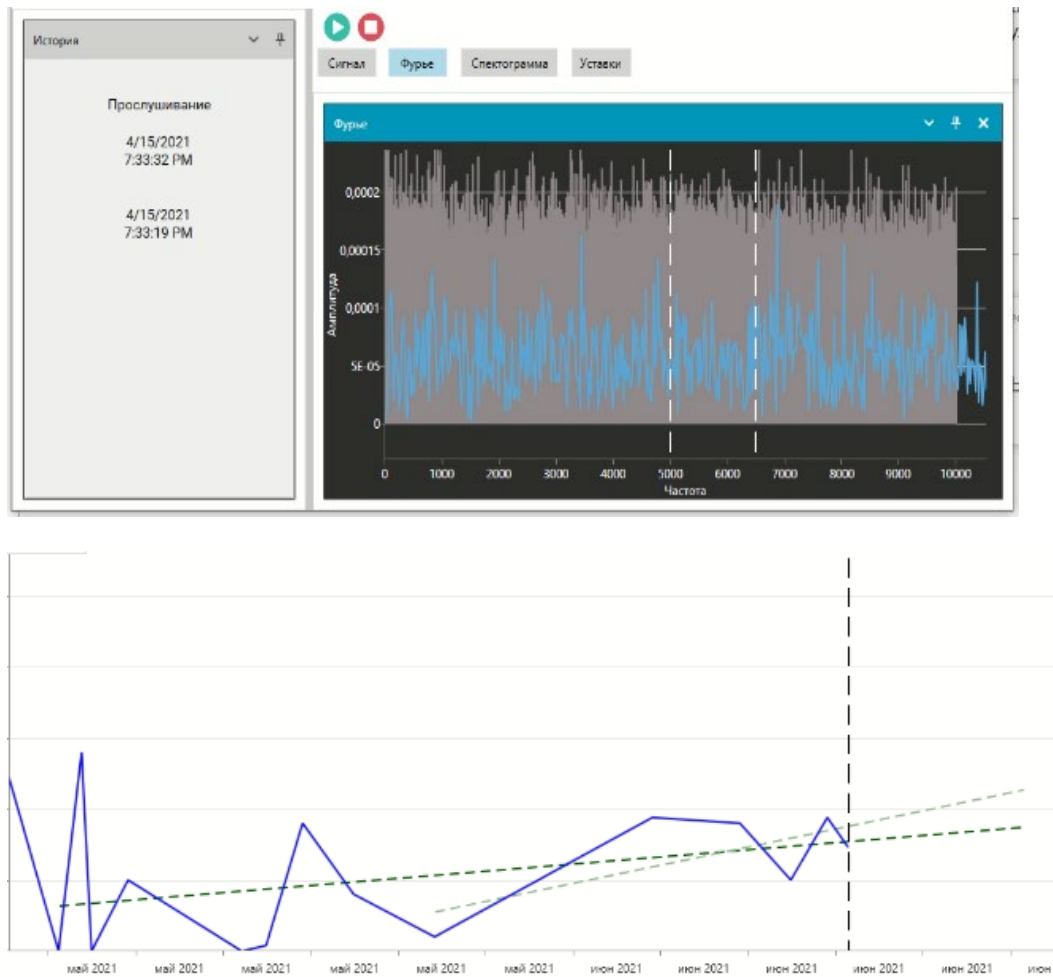 История
Прослушивание
4/15/2021
7:33:32 PM
4/15/2021
7:33:19 PM
Сигнал Фурье Спектограмма Уставки
Фурье
Амплитуда
0,0002
0,00015
0,0001
5E-05
0
0 1000 2000 3000 4000 5000 6000 7000 8000 9000 10000
Частота
май 2021 май 2021 май 2021 май 2021 май 2021 май 2021 июн 2021 июн 2021 июн 2021 июн 2021 июн 2021